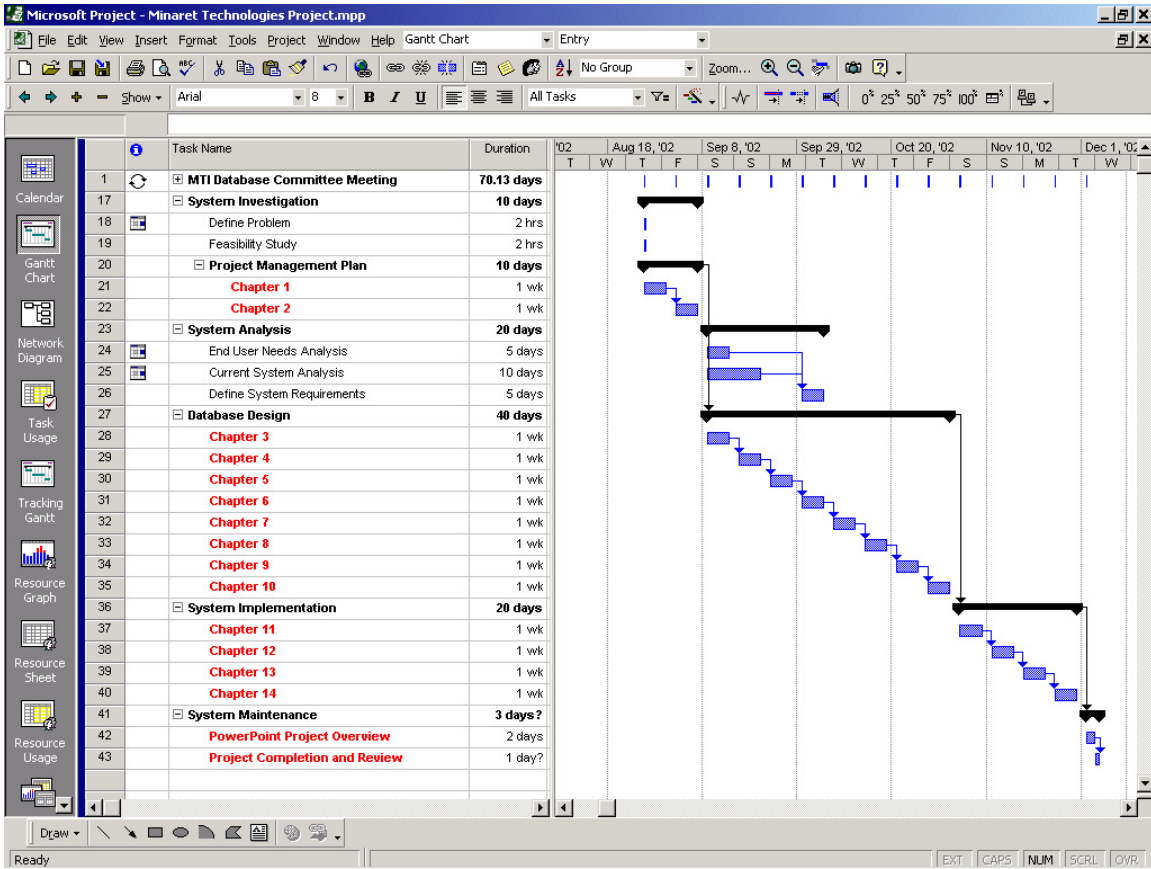 Microsoft Project - Minaret Technologies Project.mpp
File Edit View Insert Format Tools Project Window Help Gantt Chart Entry
No Group Zoom...
Show Arial 8 B I U All Tasks 0% 25% 50% 75% 100%
Task Name Duration '02 Aug 18, '02 Sep 8, '02 Sep 29, '02 Oct 20, '02 Nov 10, '02 Dec 1, '02
T W T F S S M T W T F S S M T W
1 MTI Database Committee Meeting 70.13 days
17 System Investigation 10 days
18 Define Problem 2 hrs
19 Feasibility Study 2 hrs
20 Project Management Plan 10 days
21 Chapter 1 1 wk
22 Chapter 2 1 wk
23 System Analysis 20 days
24 End User Needs Analysis 5 days
25 Current System Analysis 10 days
26 Define System Requirements 5 days
27 Database Design 40 days
28 Chapter 3 1 wk
29 Chapter 4 1 wk
30 Chapter 5 1 wk
31 Chapter 6 1 wk
32 Chapter 7 1 wk
33 Chapter 8 1 wk
34 Chapter 9 1 wk
35 Chapter 10 1 wk
36 System Implementation 20 days
37 Chapter 11 1 wk
38 Chapter 12 1 wk
39 Chapter 13 1 wk
40 Chapter 14 1 wk
41 System Maintenance 3 days?
42 PowerPoint Project Overview 2 days
43 Project Completion and Review 1 day?
Calendar
Gantt
Chart
Network
Diagram
Task
Usage
Tracking
Gantt
Resource
Graph
Resource
Sheet
Resource
Usage
Draw
Ready EXT CAPS NUM SCRL OVR